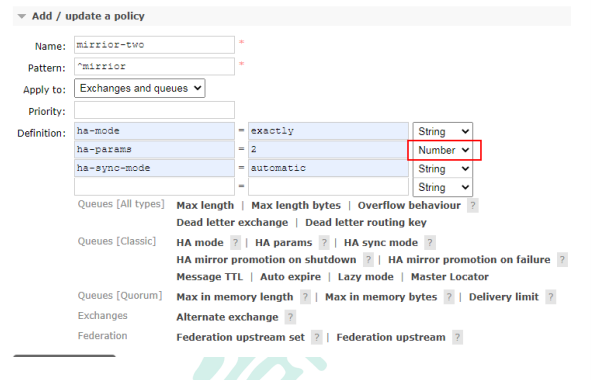 Add / update a policy
Name: mirrior-two *
Pattern: ^mirrior *
Apply to: Exchanges and queues
Priority:
Definition: ha-mode = exactly String
ha-params = 2 Number
ha-sync-mode = automatic String
= String
Queues [All types] Max length | Max length bytes | Overflow behaviour ?
Dead letter exchange | Dead letter routing key
Queues [Classic] HA mode ? | HA params ? | HA sync mode ?
HA mirror promotion on shutdown ? | HA mirror promotion on failure ?
Message TTL | Auto expire | Lazy mode | Master Locator
Queues [Quorum] Max in memory length ? | Max in memory bytes ? | Delivery limit ?
Exchanges Alternate exchange ?
Federation Federation upstream set ? | Federation upstream ?